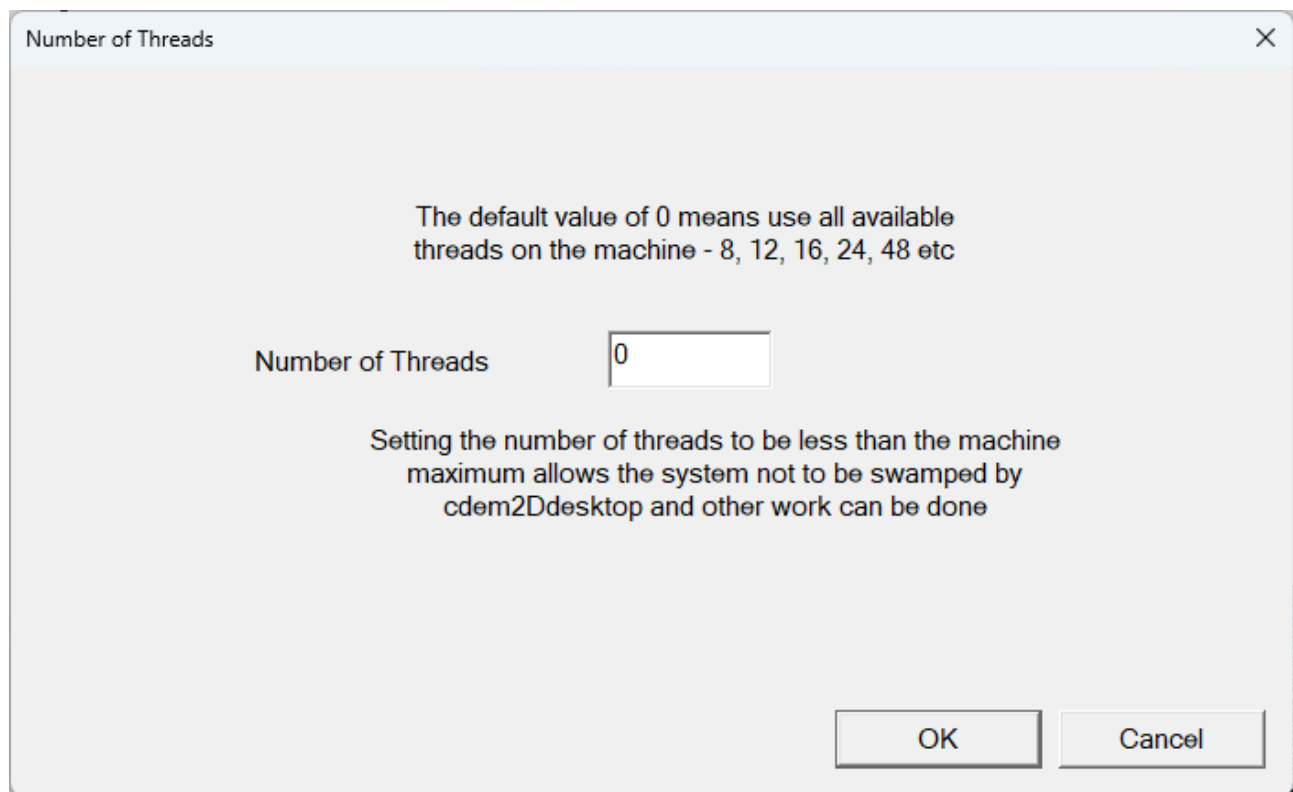 Number of Threads
The default value of 0 means use all available
threads on the machine - 8, 12, 16, 24, 48 etc
Number of Threads
0
Setting the number of threads to be less than the machine
maximum allows the system not to be swamped by
cdem2Ddesktop and other work can be done
OK
Cancel